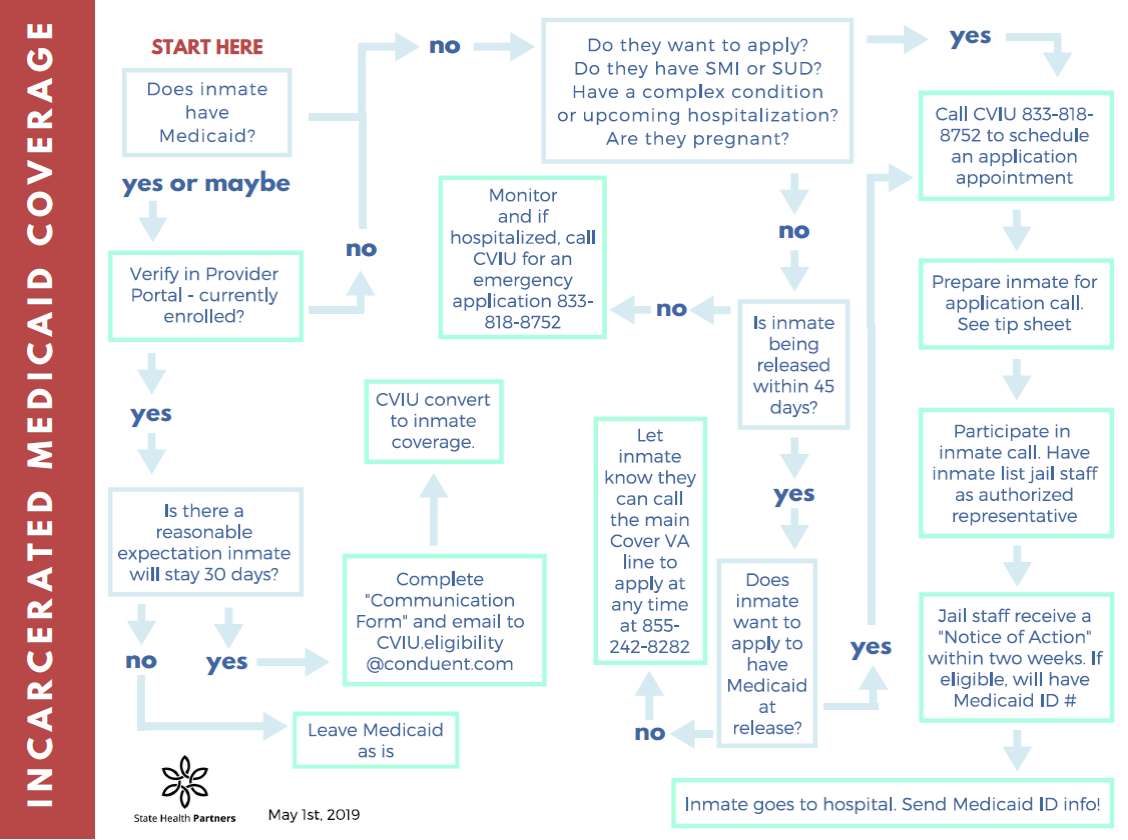 INCARCERATED MEDICAID COVERAGE
START HERE
Does inmate
have
Medicaid?
yes or maybe
Verify in Provider
Portal - currently
enrolled?
yes
Is there a
reasonable
expectation inmate
will stay 30 days?
no
yes
Leave Medicaid
as is
Complete
"Communication
Form" and email to
CVIU.eligibility
@conduent.com
CVIU convert
to inmate
coverage.
no
no
Do they want to apply?
Do they have SMI or SUD?
Have a complex condition
or upcoming hospitalization?
Are they pregnant?
no
Is inmate
being
released
within 45
days?
no
Monitor
and if
hospitalized, call
CVIU for an
emergency
application 833-
818-8752
yes
Does
inmate
want to
apply to
have
Medicaid
at
release?
no
Let
inmate
know they
can call
the main
Cover VA
line to
apply at
any time
at 855-
242-8282
yes
yes
Call CVIU 833-818-
8752 to schedule
an application
appointment
Prepare inmate for
application call.
See tip sheet
Participate in
inmate call. Have
inmate list jail staff
as authorized
representative
Jail staff receive a
"Notice of Action"
within two weeks. If
eligible, will have
Medicaid ID #
Inmate goes to hospital. Send Medicaid ID info!
State Health Partners
May 1st, 2019